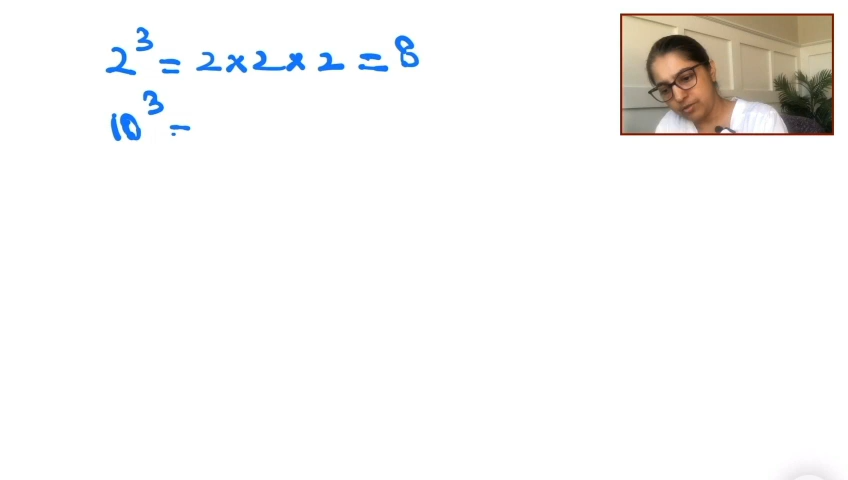 2³ = 2 × 2 × 2 = 8
10³ =